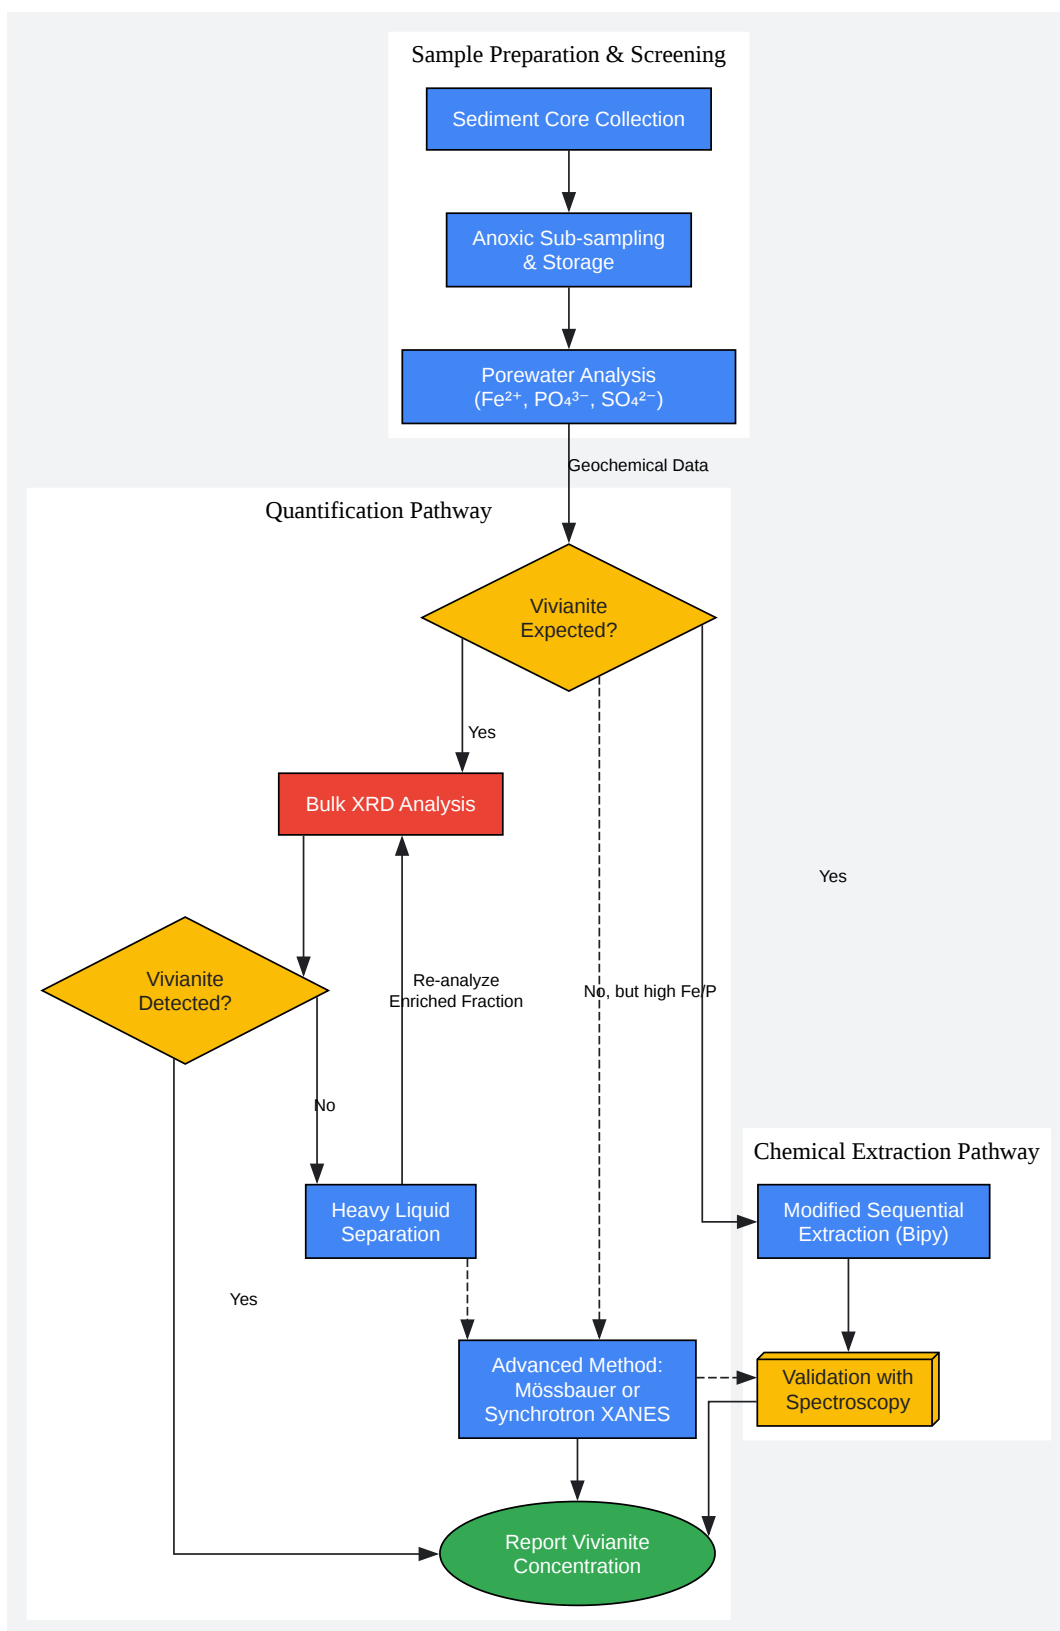 Sample Preparation & Screening
Sediment Core Collection
Anoxic Sub-sampling
& Storage
Porewater Analysis
(Fe²⁺, PO₄³⁻, SO₄²⁻)
Geochemical Data
Quantification Pathway
Vivianite
Expected?
Yes
Bulk XRD Analysis
Yes
Vivianite
Detected?
Re-analyze
Enriched Fraction
No, but high Fe/P
No
Chemical Extraction Pathway
Heavy Liquid
Separation
Modified Sequential
Extraction (Bipy)
Yes
Advanced Method:
Mössbauer or
Synchrotron XANES
Validation with
Spectroscopy
Report Vivianite
Concentration